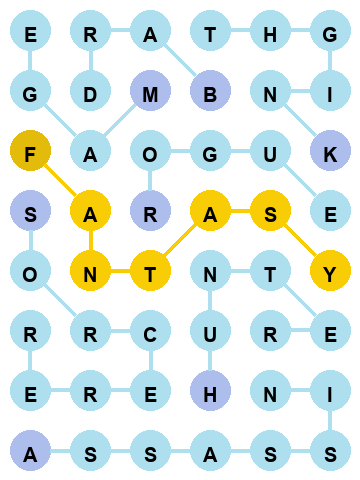 E R A T H G
G D M B N I
F A O G U K
S A R A S E
O N T N T Y
R R C U R E
E R E H N I
A S S A S S